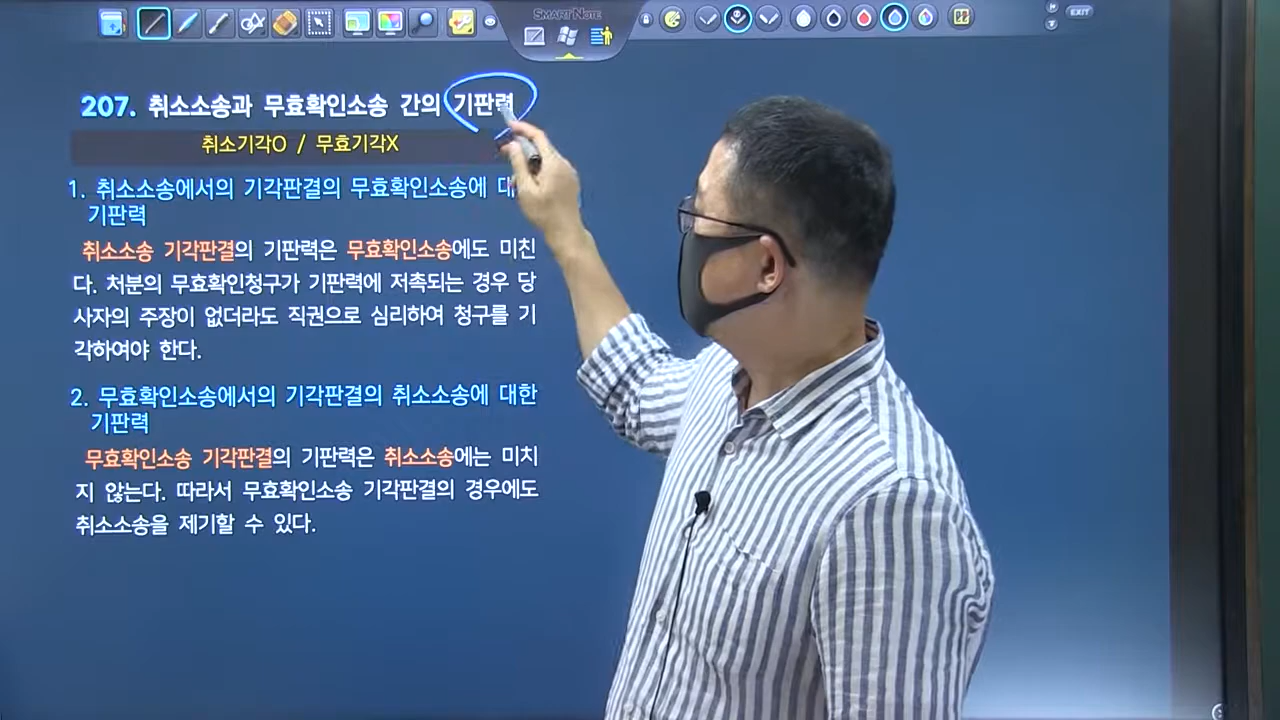 SMART NOTE
EXIT
207. 취소소송과 무효확인소송 간의 기판력
취소기각O / 무효기각X
1. 취소소송에서의 기각판결의 무효확인소송에 대
기판력
취소소송 기각판결의 기판력은 무효확인소송에도 미친
다. 처분의 무효확인청구가 기판력에 저촉되는 경우 당
사자의 주장이 없더라도 직권으로 심리하여 청구를 기
각하여야 한다.
2. 무효확인소송에서의 기각판결의 취소소송에 대한
기판력
무효확인소송 기각판결의 기판력은 취소소송에는 미치
지 않는다. 따라서 무효확인소송 기각판결의 경우에도
취소소송을 제기할 수 있다.